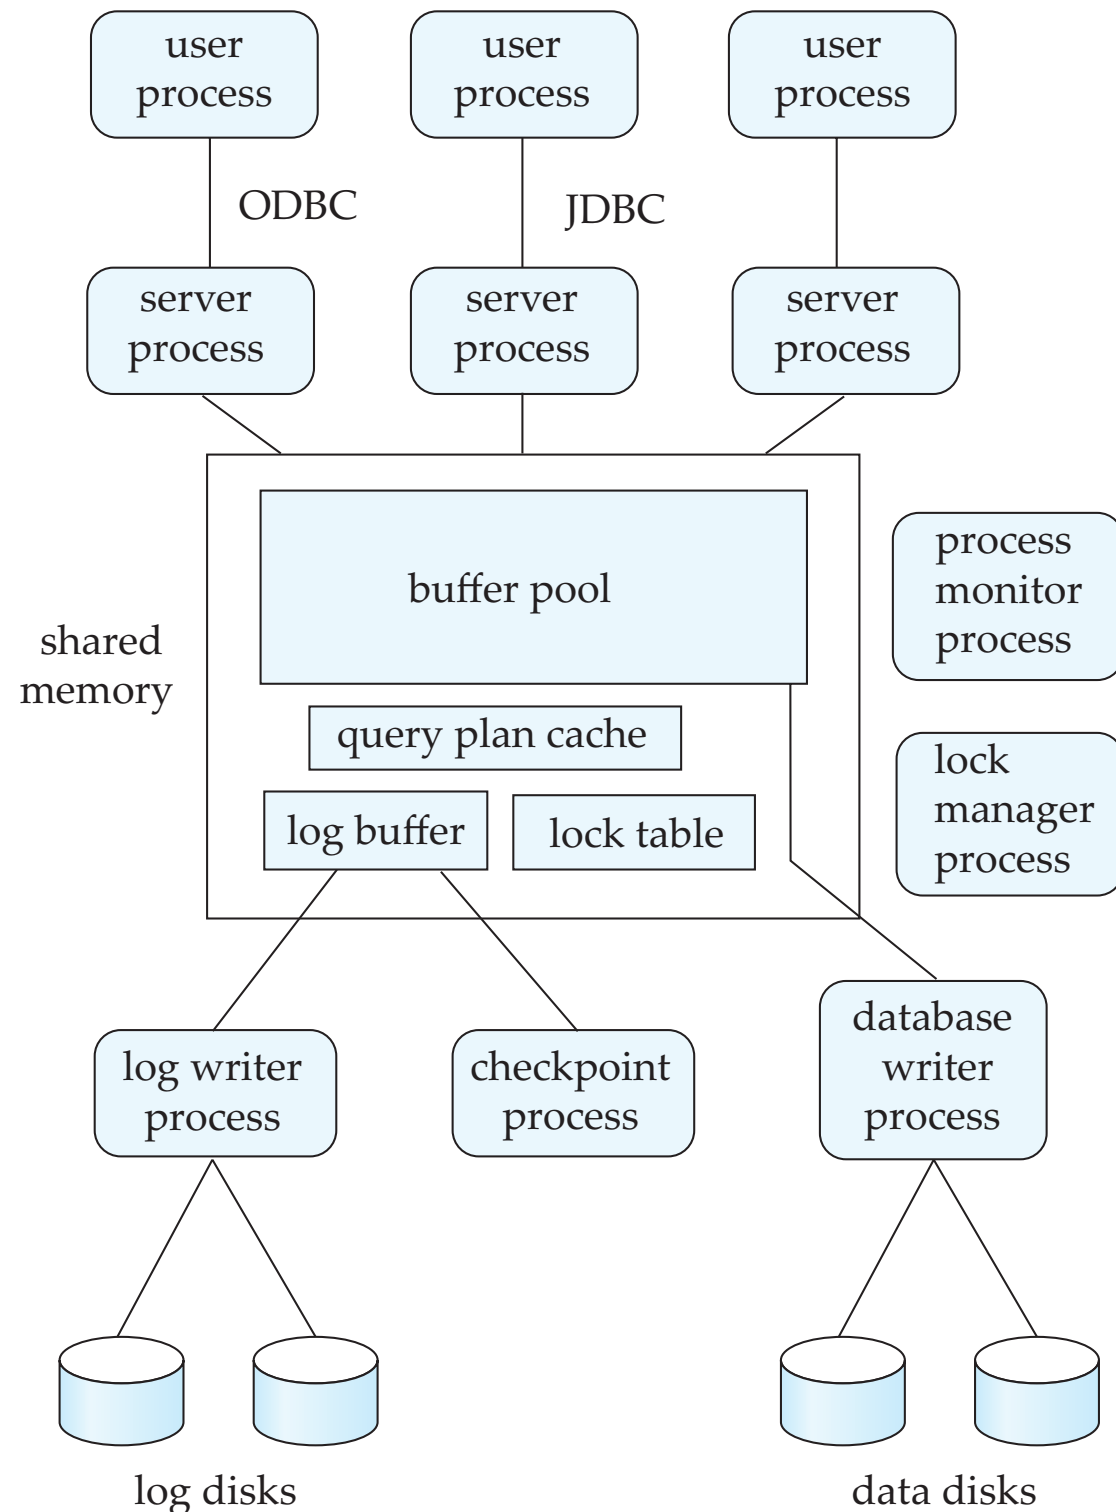 user
process
user
process
user
process
ODBC
JDBC
server
process
server
process
server
process
shared
memory
buffer pool
query plan cache
log buffer
lock table
process
monitor
process
lock
manager
process
log writer
process
checkpoint
process
database
writer
process
log disks
data disks